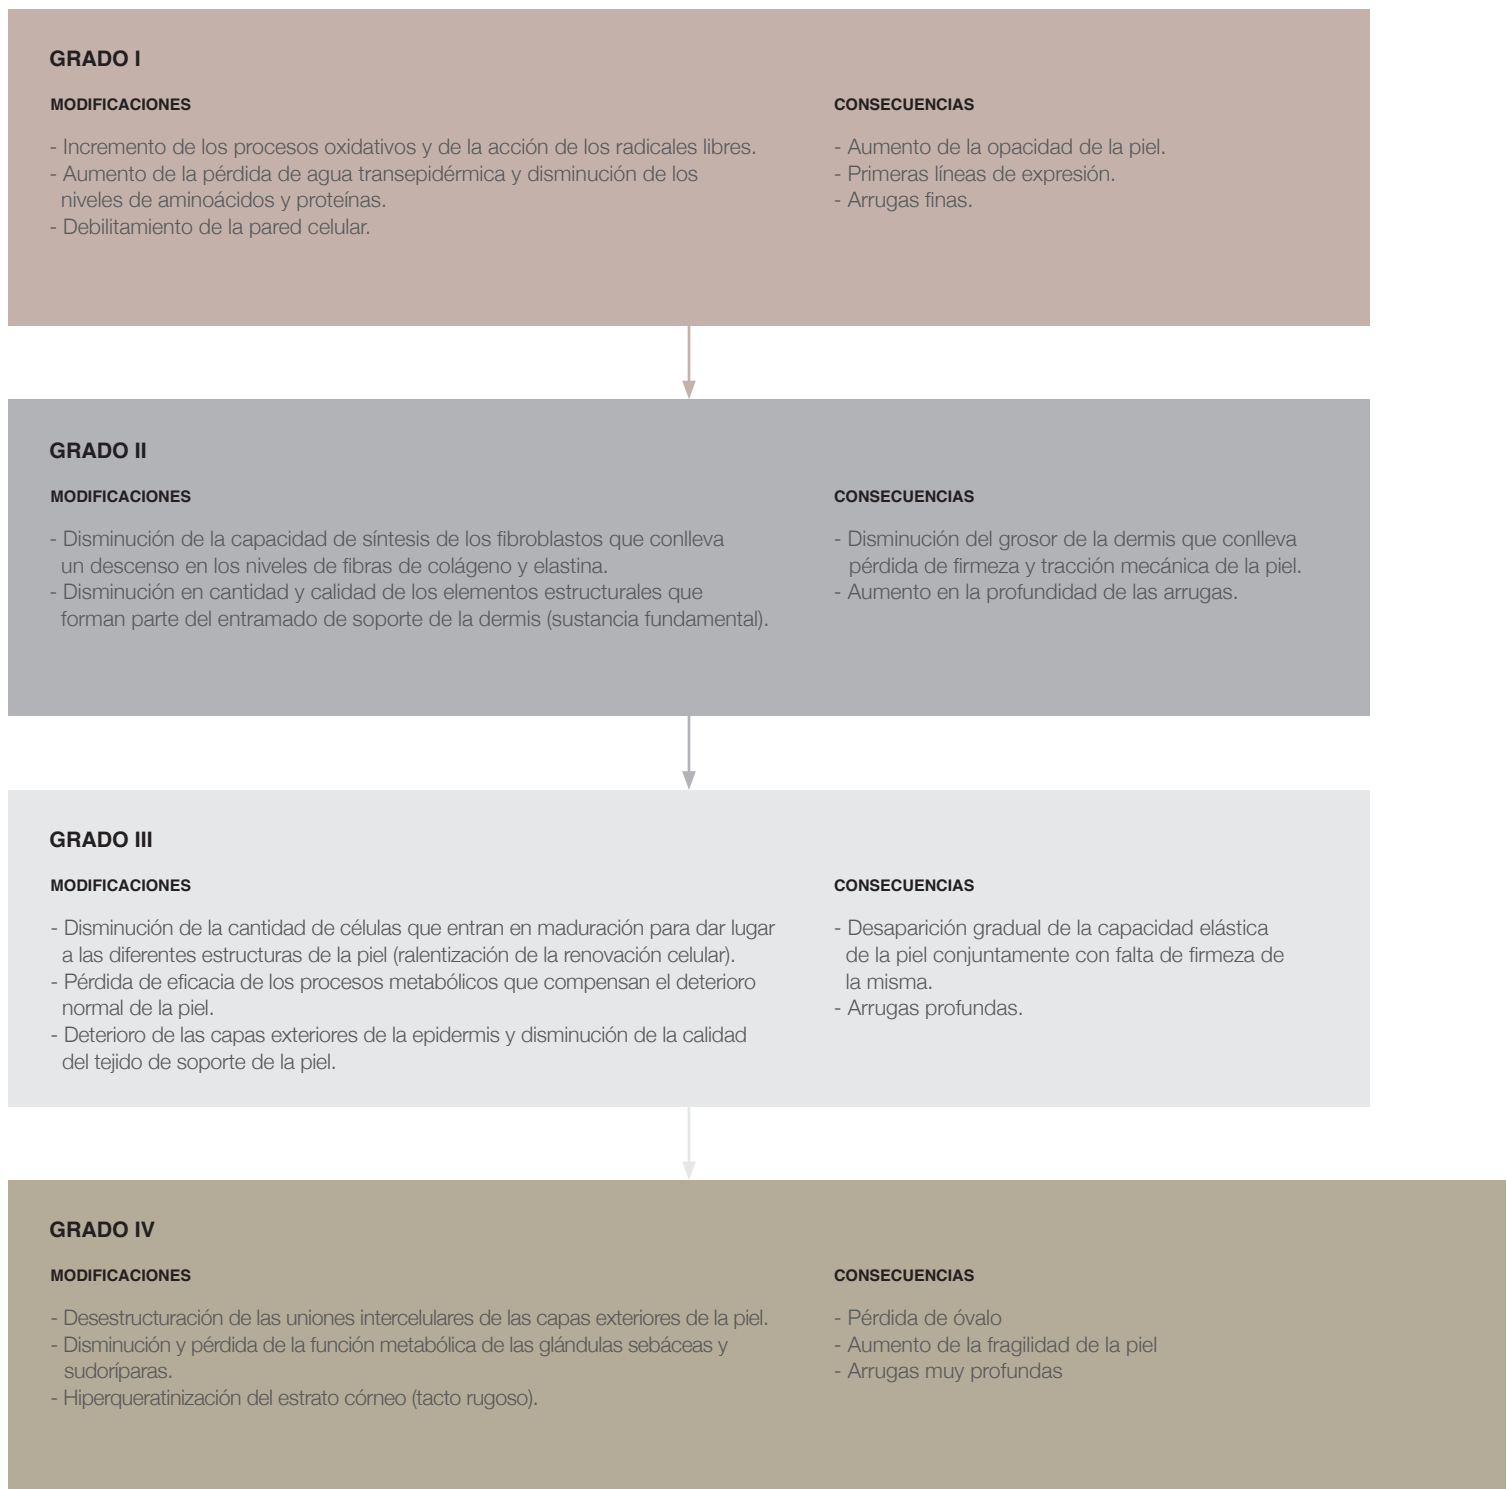 GRADO I
MODIFICACIONES
- Incremento de los procesos oxidativos y de la acción de los radicales libres.
- Aumento de la pérdida de agua transepidérmica y disminución de los
niveles de aminoácidos y proteínas.
- Debilitamiento de la pared celular.
CONSECUENCIAS
- Aumento de la opacidad de la piel.
- Primeras líneas de expresión.
- Arrugas finas.
GRADO II
MODIFICACIONES
- Disminución de la capacidad de síntesis de los fibroblastos que conlleva
un descenso en los niveles de fibras de colágeno y elastina.
- Disminución en cantidad y calidad de los elementos estructurales que
forman parte del entramado de soporte de la dermis (sustancia fundamental).
CONSECUENCIAS
- Disminución del grosor de la dermis que conlleva
pérdida de firmeza y tracción mecánica de la piel.
- Aumento en la profundidad de las arrugas.
GRADO III
MODIFICACIONES
- Disminución de la cantidad de células que entran en maduración para dar lugar
a las diferentes estructuras de la piel (ralentización de la renovación celular).
- Pérdida de eficacia de los procesos metabólicos que compensan el deterioro
normal de la piel.
- Deterioro de las capas exteriores de la epidermis y disminución de la calidad
del tejido de soporte de la piel.
CONSECUENCIAS
- Desaparición gradual de la capacidad elástica
de la piel conjuntamente con falta de firmeza de
la misma.
- Arrugas profundas.
GRADO IV
MODIFICACIONES
- Desestructuración de las uniones intercelulares de las capas exteriores de la piel.
- Disminución y pérdida de la función metabólica de las glándulas sebáceas y
sudoríparas.
- Hiperqueratinización del estrato córneo (tacto rugoso).
CONSECUENCIAS
- Pérdida de óvalo
- Aumento de la fragilidad de la piel
- Arrugas muy profundas